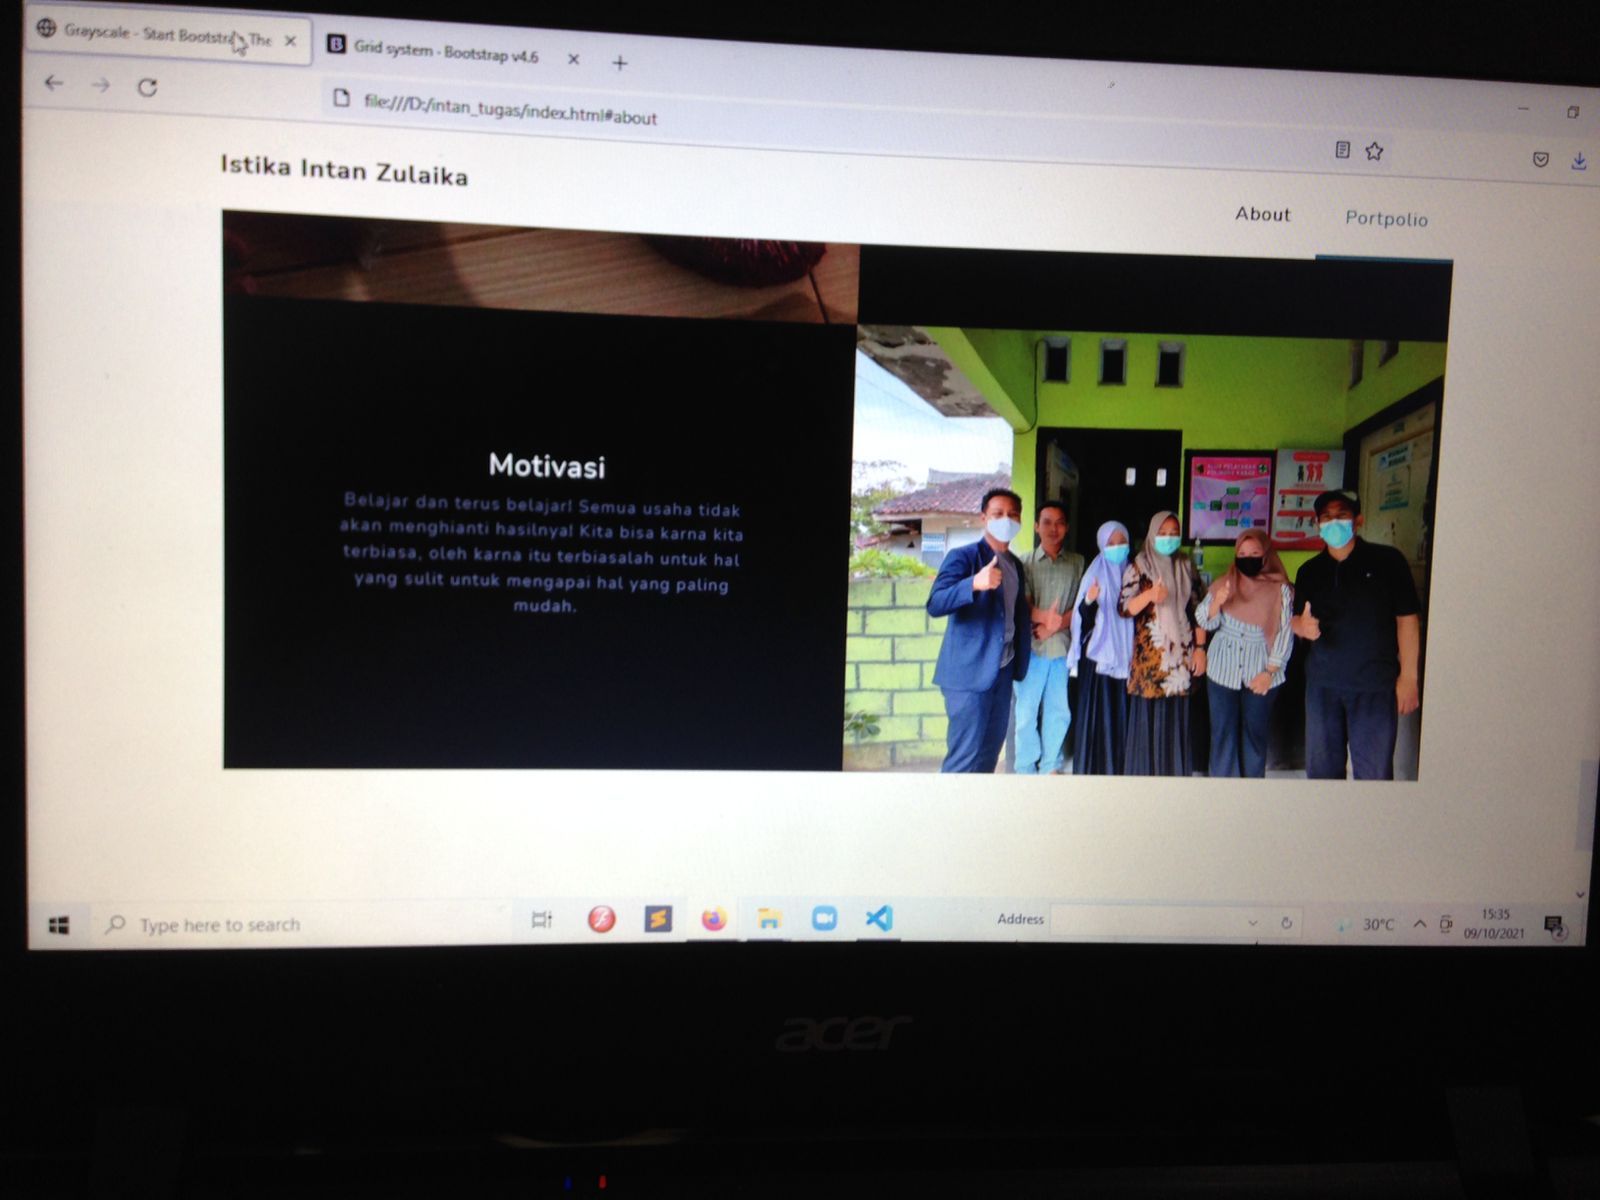 Grayscale - Start Bootstrap The
Grid system - Bootstrap v4.6
file:///D:/intan_tugas/index.html#about
Istika Intan Zulaika
About
Portpolio
Motivasi
Belajar dan terus belajar! Semua usaha tidak
akan menghianti hasilnya! Kita bisa karna kita
terbiasa, oleh karna itu terbiasalah untuk hal
yang sulit untuk mengapai hal yang paling
mudah.
Type here to search
Address
30°C
15:35
09/10/2021
2
acer